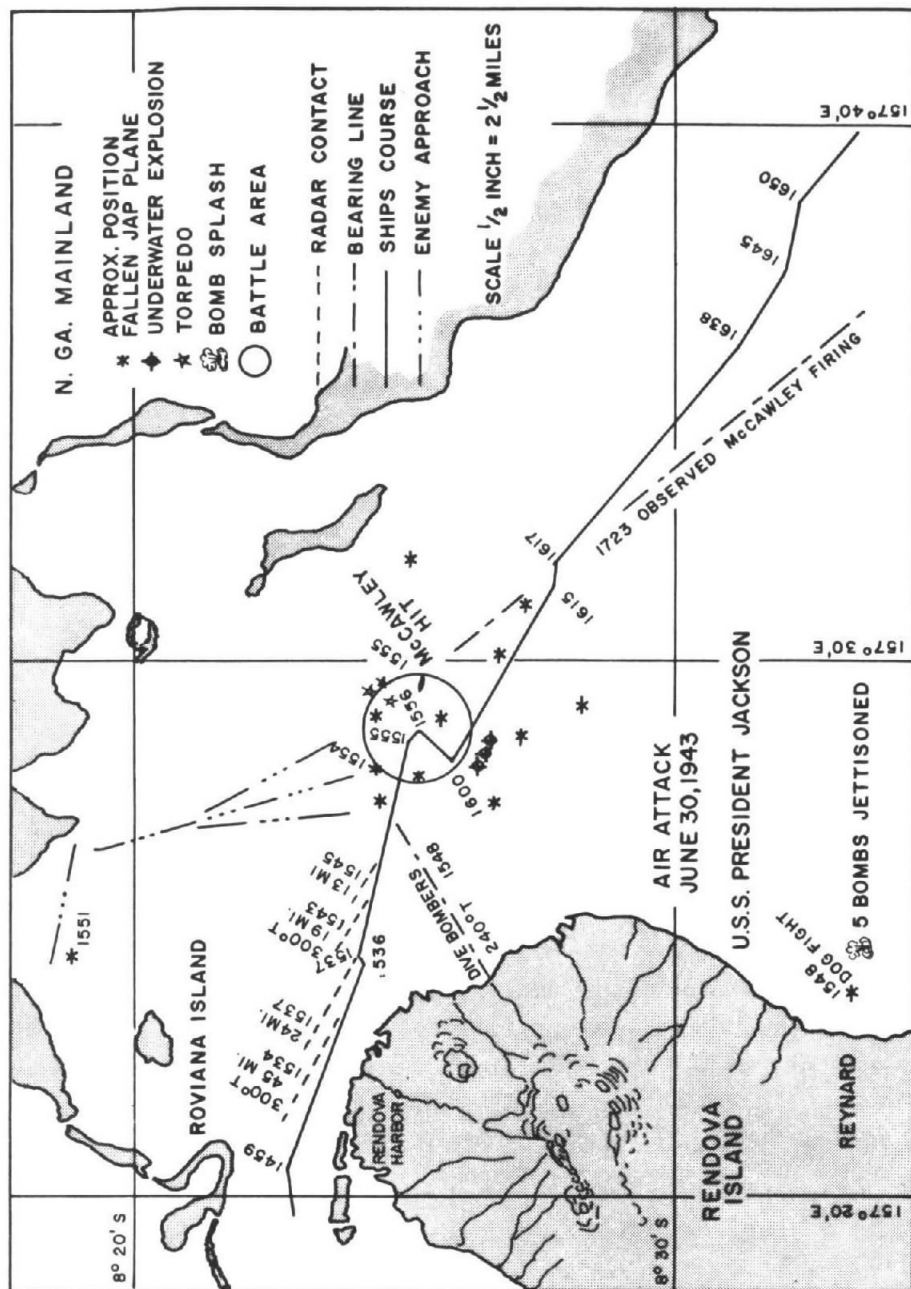 N. GA. MAINLAND
APPROX. POSITION
FALLEN JAP PLANE
UNDERWATER EXPLOSION
TORPEDO
BOMB SPLASH
BATTLE AREA
RADAR CONTACT
BEARING LINE
SHIPS COURSE
ENEMY APPROACH
SCALE 1/2 INCH = 2 1/2 MILES
8° 20' S
8° 30' S
157° 20' E
157° 30' E
157° 40' E
ROVIANA ISLAND
1551
1554
1555
1556
1555
McCAWLEY
HIT
1459
300°T
45 MI.
1534
24 MI.
1537
1536
300°T
19 MI.
1543
13 MI
1545
DIVE BOMBERS
240°T 1548
1600
1615
1617
1638
1645
1650
1723 OBSERVED McCAWLEY FIRING
RENDOVA
HARBOR
AIR ATTACK
JUNE 30, 1943
U.S.S. PRESIDENT JACKSON
RENDOVA
ISLAND
REYNARD
1548
DOG FIGHT
5 BOMBS JETTISONED